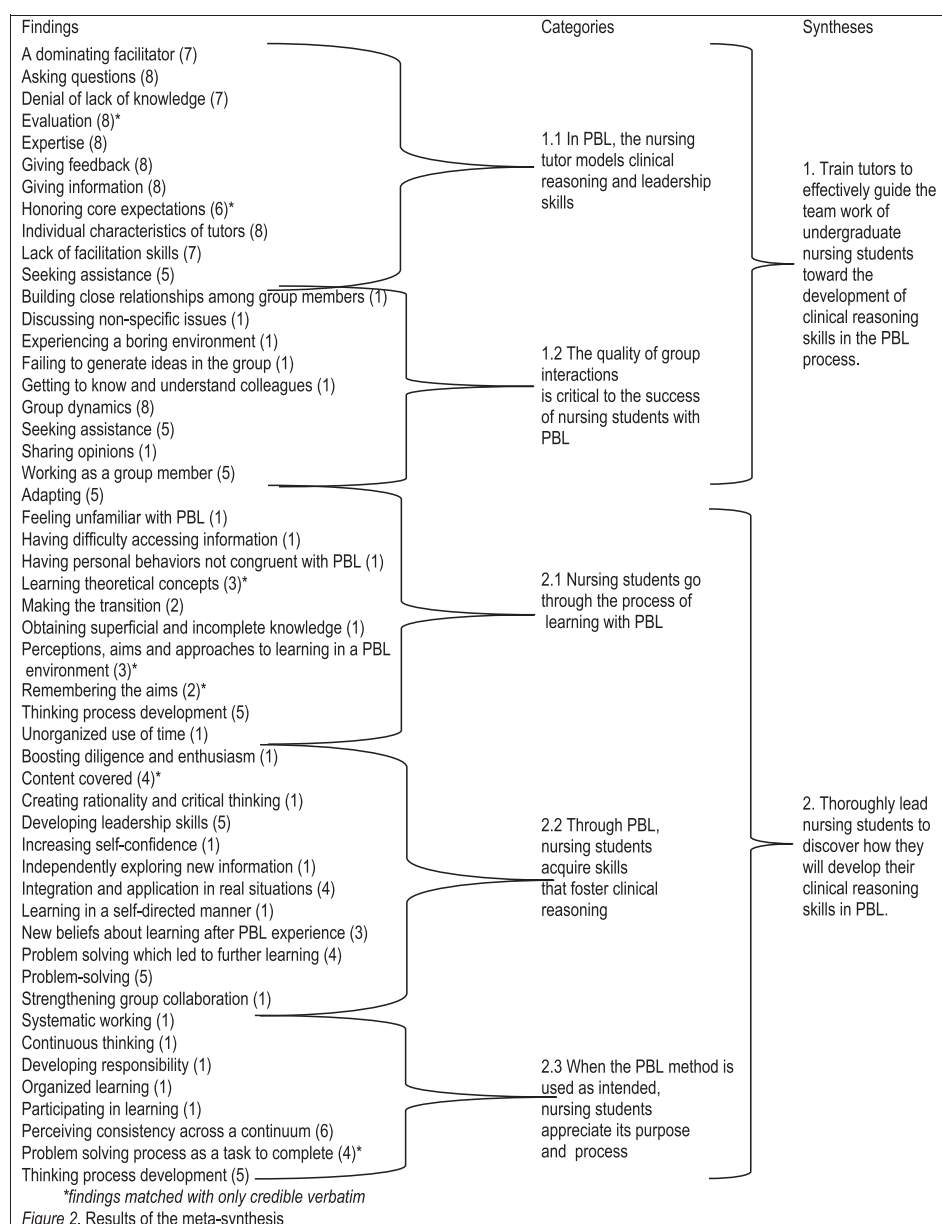 Findings
Categories
Syntheses
A dominating facilitator (7)
Asking questions (8)
Denial of lack of knowledge (7)
Evaluation (8)*
Expertise (8)
Giving feedback (8)
Giving information (8)
Honoring core expectations (6)*
Individual characteristics of tutors (8)
Lack of facilitation skills (7)
Seeking assistance (5)
Building close relationships among group members (1)
Discussing non-specific issues (1)
Experiencing a boring environment (1)
Failing to generate ideas in the group (1)
Getting to know and understand colleagues (1)
Group dynamics (8)
Seeking assistance (5)
Sharing opinions (1)
Working as a group member (5)
Adapting (5)
Feeling unfamiliar with PBL (1)
Having difficulty accessing information (1)
Having personal behaviors not congruent with PBL (1)
Learning theoretical concepts (3)*
Making the transition (2)
Obtaining superficial and incomplete knowledge (1)
Perceptions, aims and approaches to learning in a PBL
environment (3)*
Remembering the aims (2)*
Thinking process development (5)
Unorganized use of time (1)
Boosting diligence and enthusiasm (1)
Content covered (4)*
Creating rationality and critical thinking (1)
Developing leadership skills (5)
Increasing self-confidence (1)
Independently exploring new information (1)
Integration and application in real situations (4)
Learning in a self-directed manner (1)
New beliefs about learning after PBL experience (3)
Problem solving which led to further learning (4)
Problem-solving (5)
Strengthening group collaboration (1)
Systematic working (1)
Continuous thinking (1)
Developing responsibility (1)
Organized learning (1)
Participating in learning (1)
Perceiving consistency across a continuum (6)
Problem solving process as a task to complete (4)*
Thinking process development (5)
1.1 In PBL, the nursing
tutor models clinical
reasoning and leadership
skills
1.2 The quality of group
interactions
is critical to the success
of nursing students with
PBL
2.1 Nursing students go
through the process of
learning with PBL
2.2 Through PBL,
nursing students
acquire skills
that foster clinical
reasoning
2.3 When the PBL method is
used as intended,
nursing students
appreciate its purpose
and process
1. Train tutors to
effectively guide the
team work of
undergraduate
nursing students
toward the
development of
clinical reasoning
skills in the PBL
process.
2. Thoroughly lead
nursing students to
discover how they
will develop their
clinical reasoning
skills in PBL.
*findings matched with only credible verbatim
Figure 2. Results of the meta-synthesis